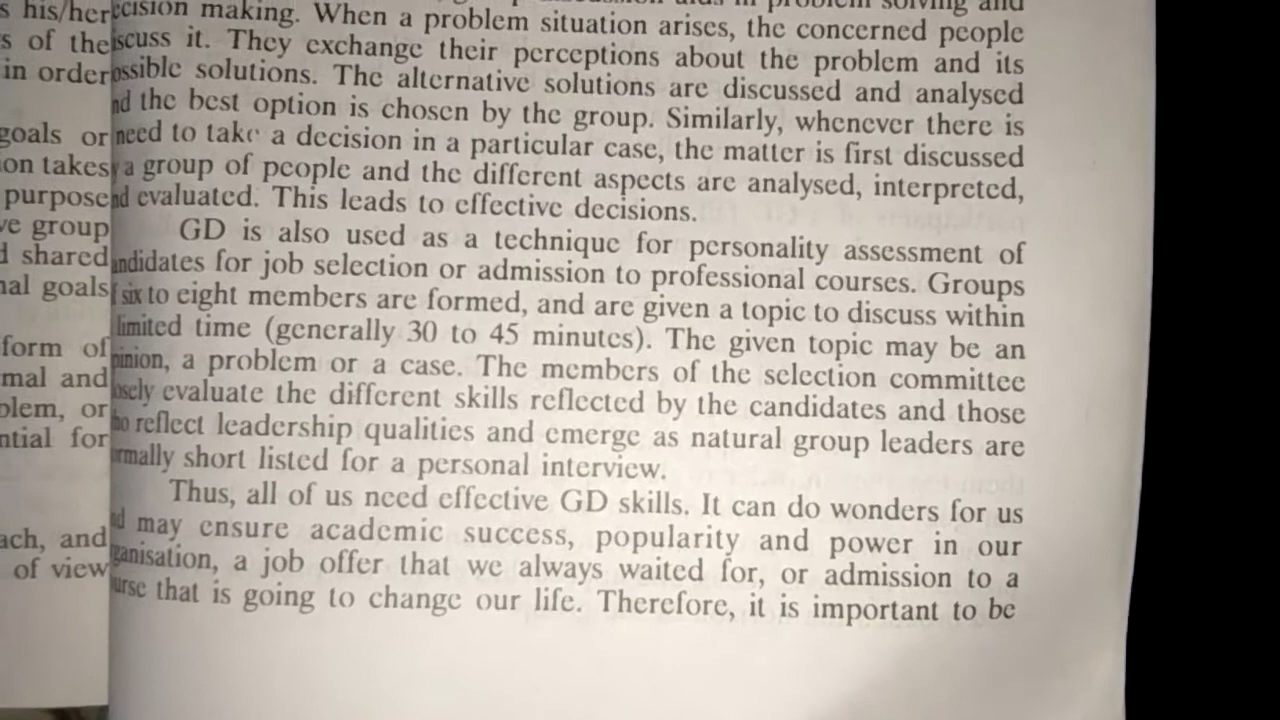 s his/her
s of the
in order
goals or
on takes
purpose
ve group
d shared
nal goals
form of
mal and
blem, or
ntial for
ach, and
of view
aids in problem solving and
ecision making. When a problem situation arises, the concerned people
iscuss it. They exchange their perceptions about the problem and its
ossible solutions. The alternative solutions are discussed and analysed
nd the best option is chosen by the group. Similarly, whenever there is
need to take a decision in a particular case, the matter is first discussed
y a group of people and the different aspects are analysed, interpreted,
nd evaluated. This leads to effective decisions.
GD is also used as a technique for personality assessment of
andidates for job selection or admission to professional courses. Groups
f six to eight members are formed, and are given a topic to discuss within
limited time (generally 30 to 45 minutes). The given topic may be an
pinion, a problem or a case. The members of the selection committee
losely evaluate the different skills reflected by the candidates and those
ho reflect leadership qualities and emerge as natural group leaders are
ormally short listed for a personal interview.
Thus, all of us need effective GD skills. It can do wonders for us
nd may ensure academic success, popularity and power in our
ganisation, a job offer that we always waited for, or admission to a
urse that is going to change our life. Therefore, it is important to be